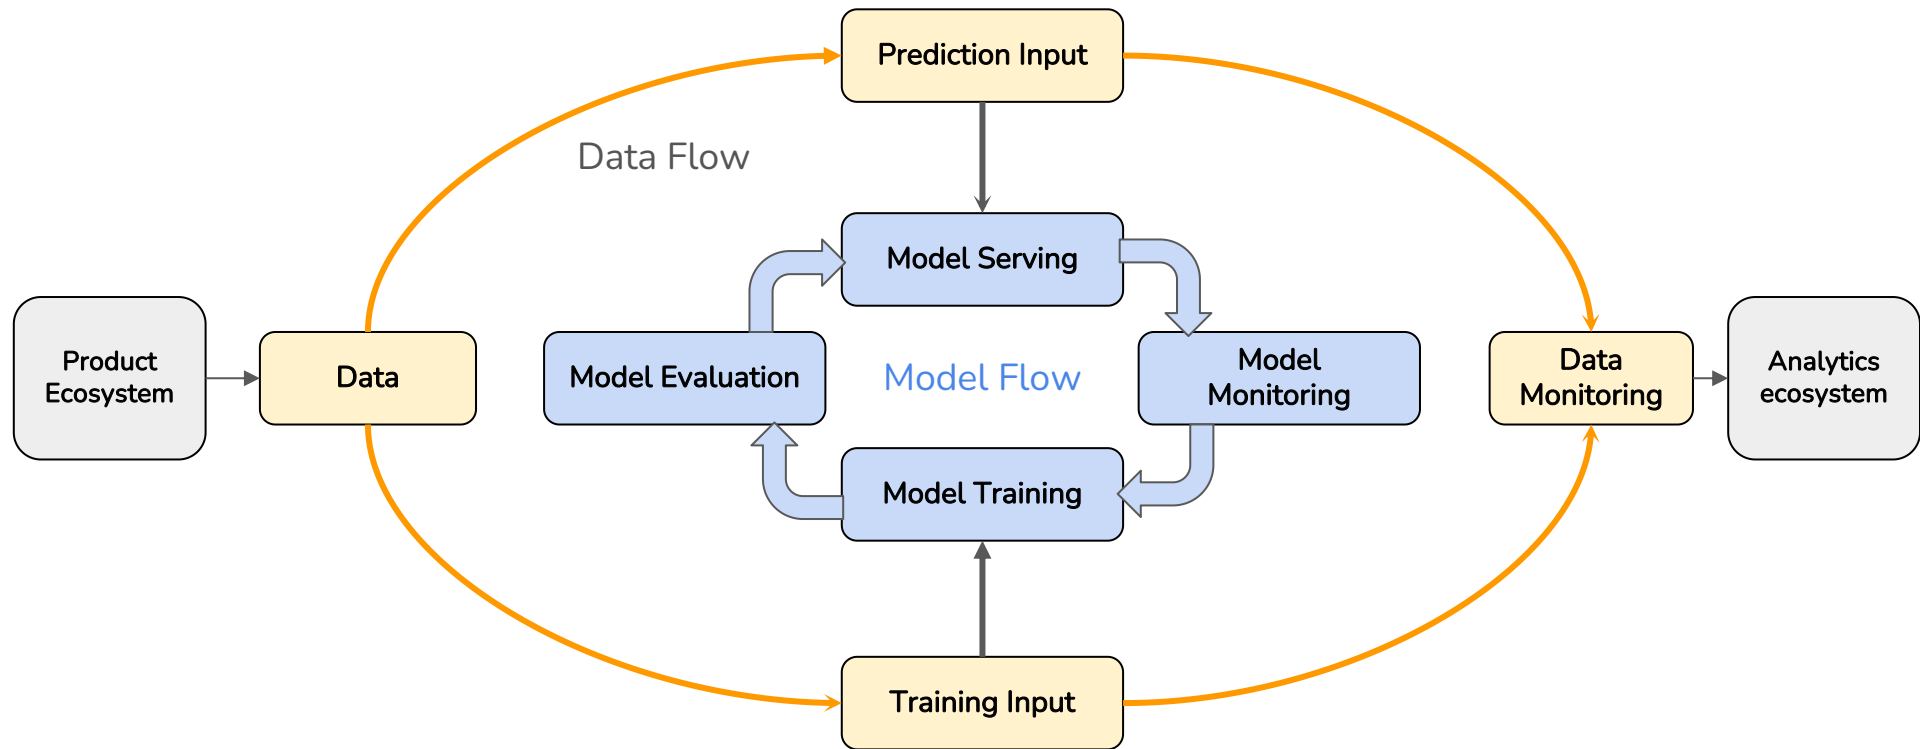 Prediction Input
Data Flow
Model Serving
Product
Ecosystem
Data
Model Evaluation
Model Flow
Model
Monitoring
Data
Monitoring
Analytics
ecosystem
Model Training
Training Input